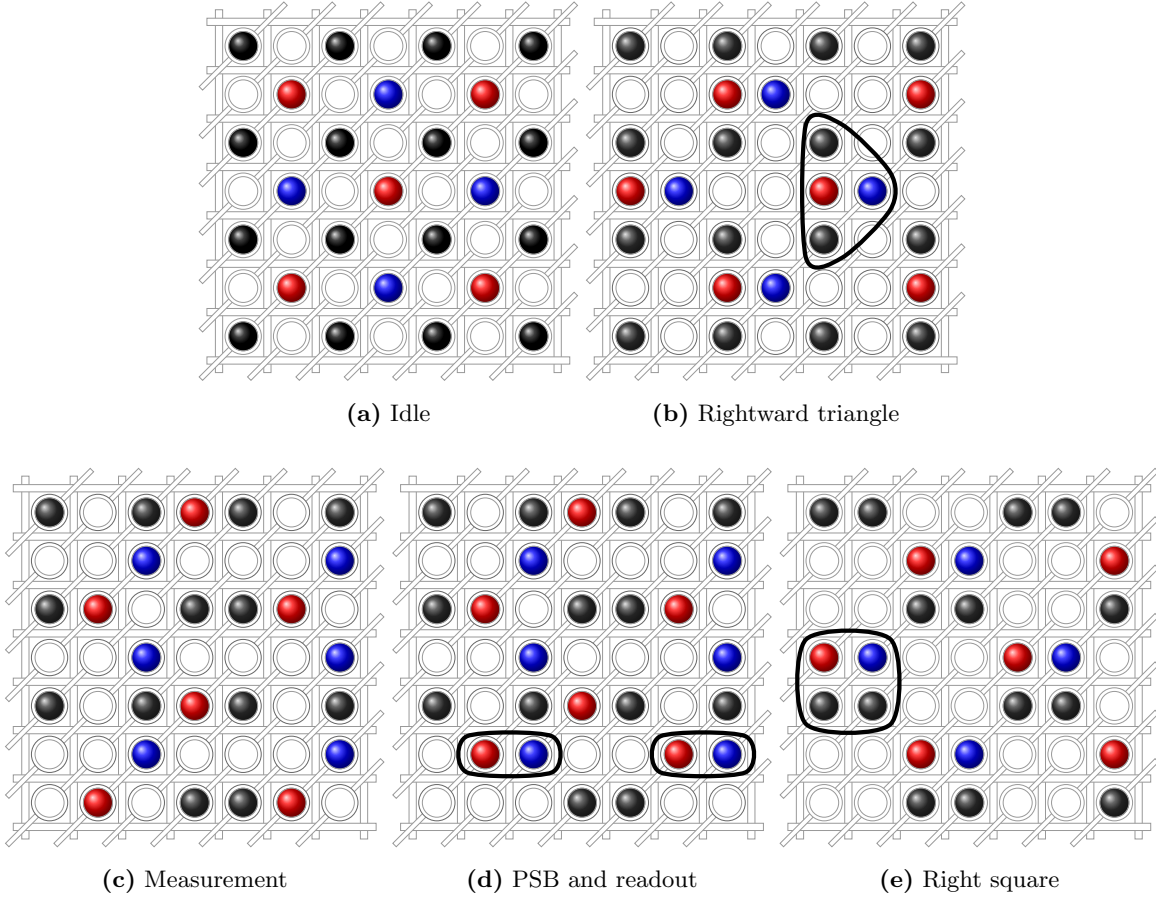 (a) Idle
(b) Rightward triangle
(c) Measurement
(d) PSB and readout
(e) Right square